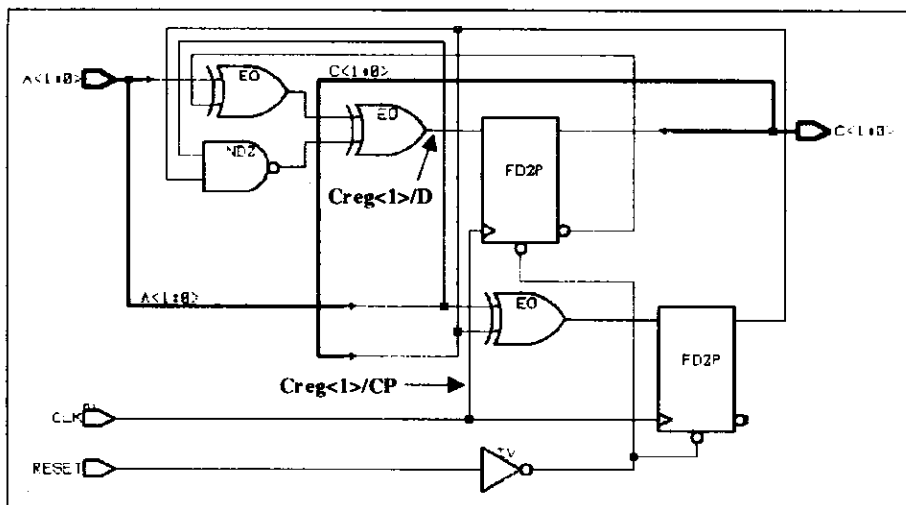 A<1:0>
EO
C<1:0>
EO
ND2
C<1:0>
FD2P
Creg<1>/D
A<1:0>
EO
FD2P
Creg<1>/CP
CLK
RESET
IV